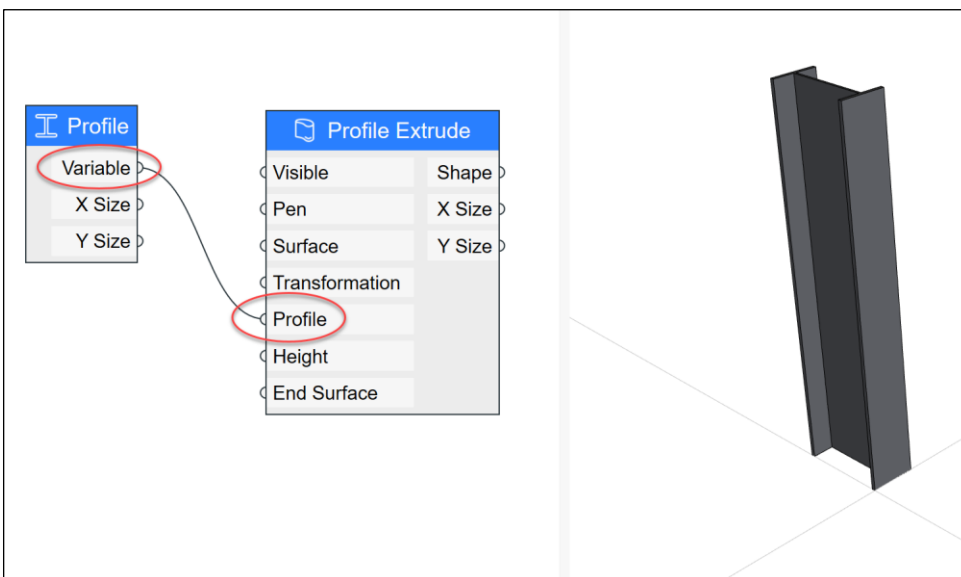 Profile
Variable
X Size
Y Size
Profile Extrude
Visible
Shape
Pen
X Size
Surface
Y Size
Transformation
Profile
Height
End Surface